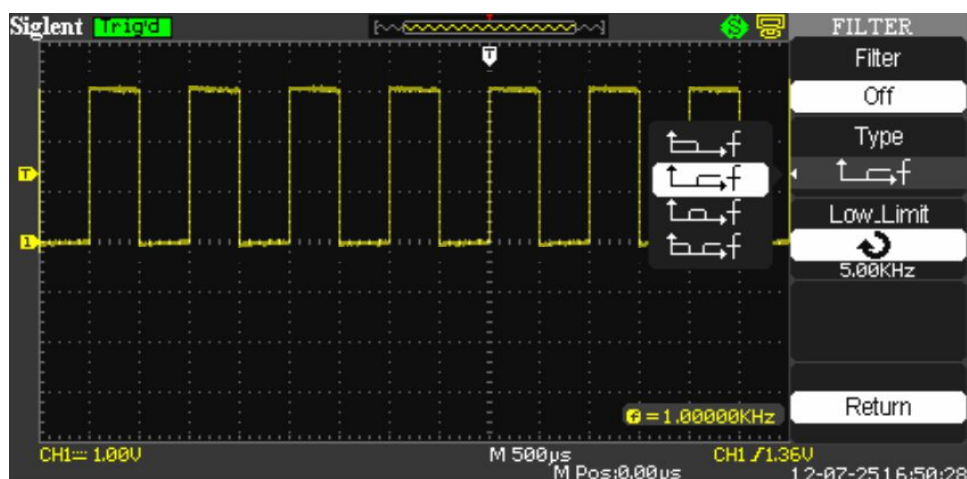 Siglent Trig'd FILTER
T
Filter
Off
Type
f
f
f
f
f
T
1
Low_Limit
5.00KHz
f =1.00000KHz
Return
CH1 1.00V M 500µs CH1 1.36V
M Pos:0.00µs 12-07-25 16:50:28